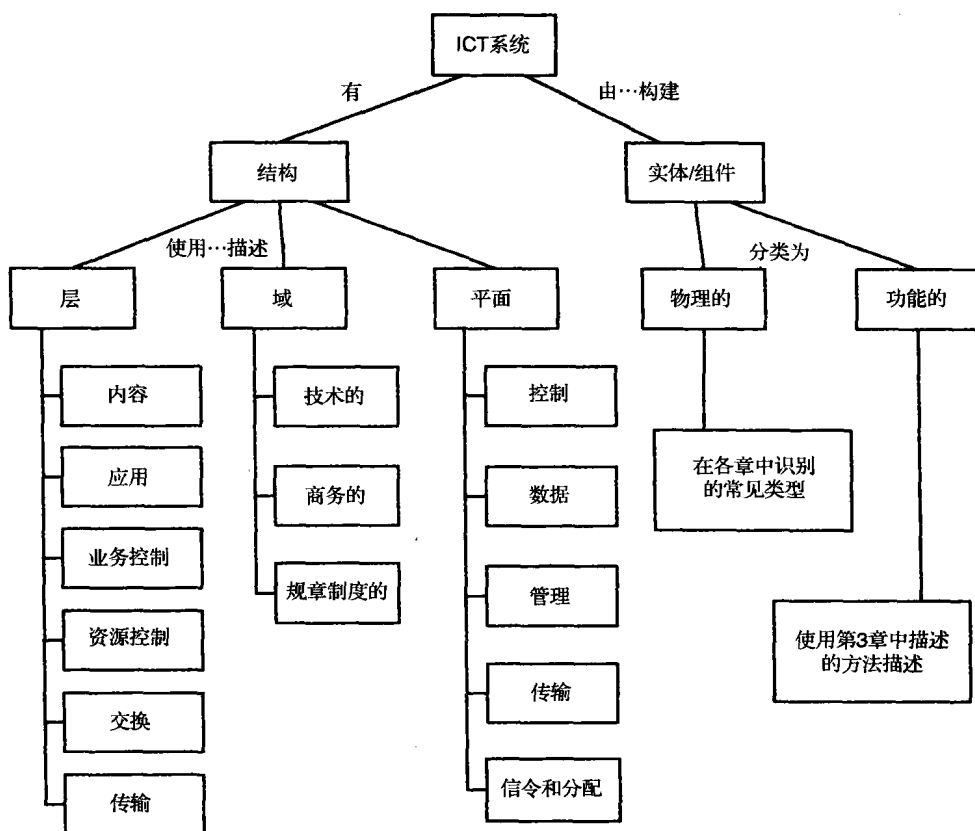 ICT系统
有
由…构建
结构
实体/组件
使用…描述
分类为
层
域
平面
物理的
功能的
内容
应用
业务控制
资源控制
交换
传输
技术的
商务的
规章制度的
控制
数据
管理
传输
信令和分配
在各章中识别
的常见类型
使用第3章中描述
的方法描述